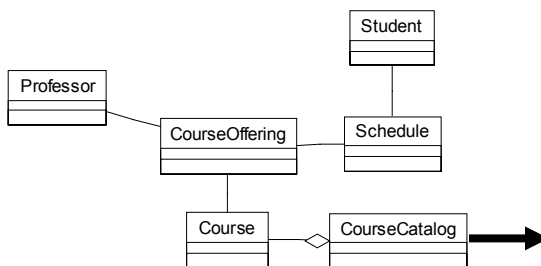 Student
Professor
CourseOffering
Schedule
Course
CourseCatalog